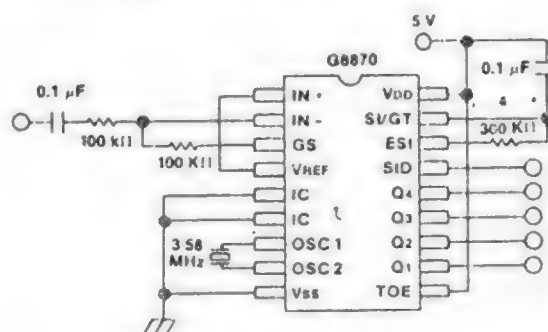 5 V
G8870
0.1 µF
0.1 µF
100 kΩ
100 KΩ
300 KΩ
3.58
MHz
IN +
IN -
GS
VREF
IC
IC
OSC 1
OSC 2
VSS
VDD
St/GT
ESt
StD
Q4
Q3
Q2
Q1
TOE